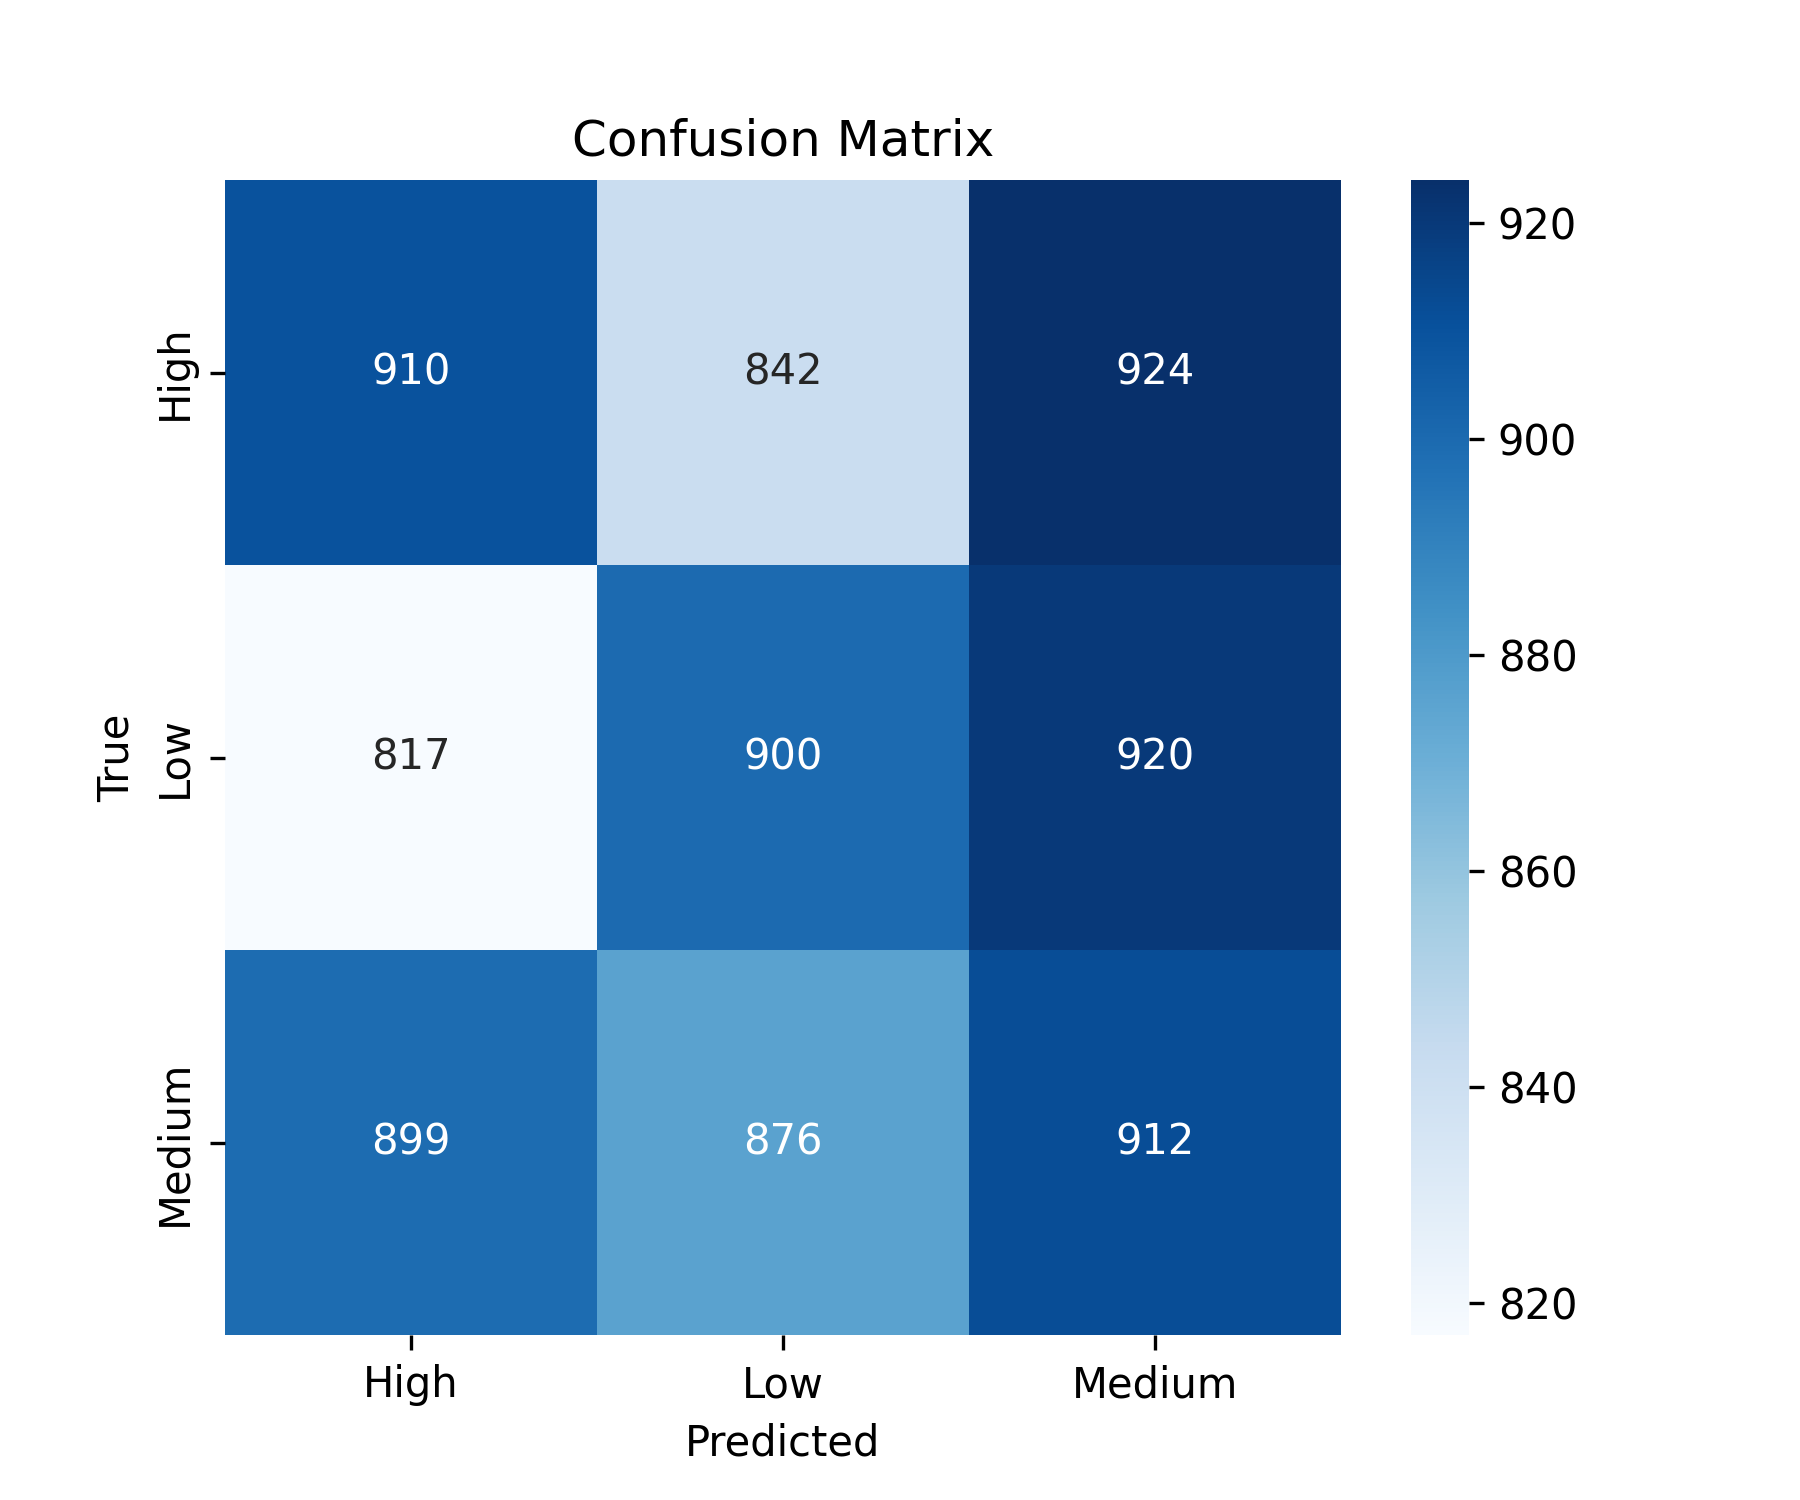 Confusion Matrix
True
High
Low
Medium
910 842 924
817 900 920
899 876 912
High Low Medium
Predicted
920
900
880
860
840
820